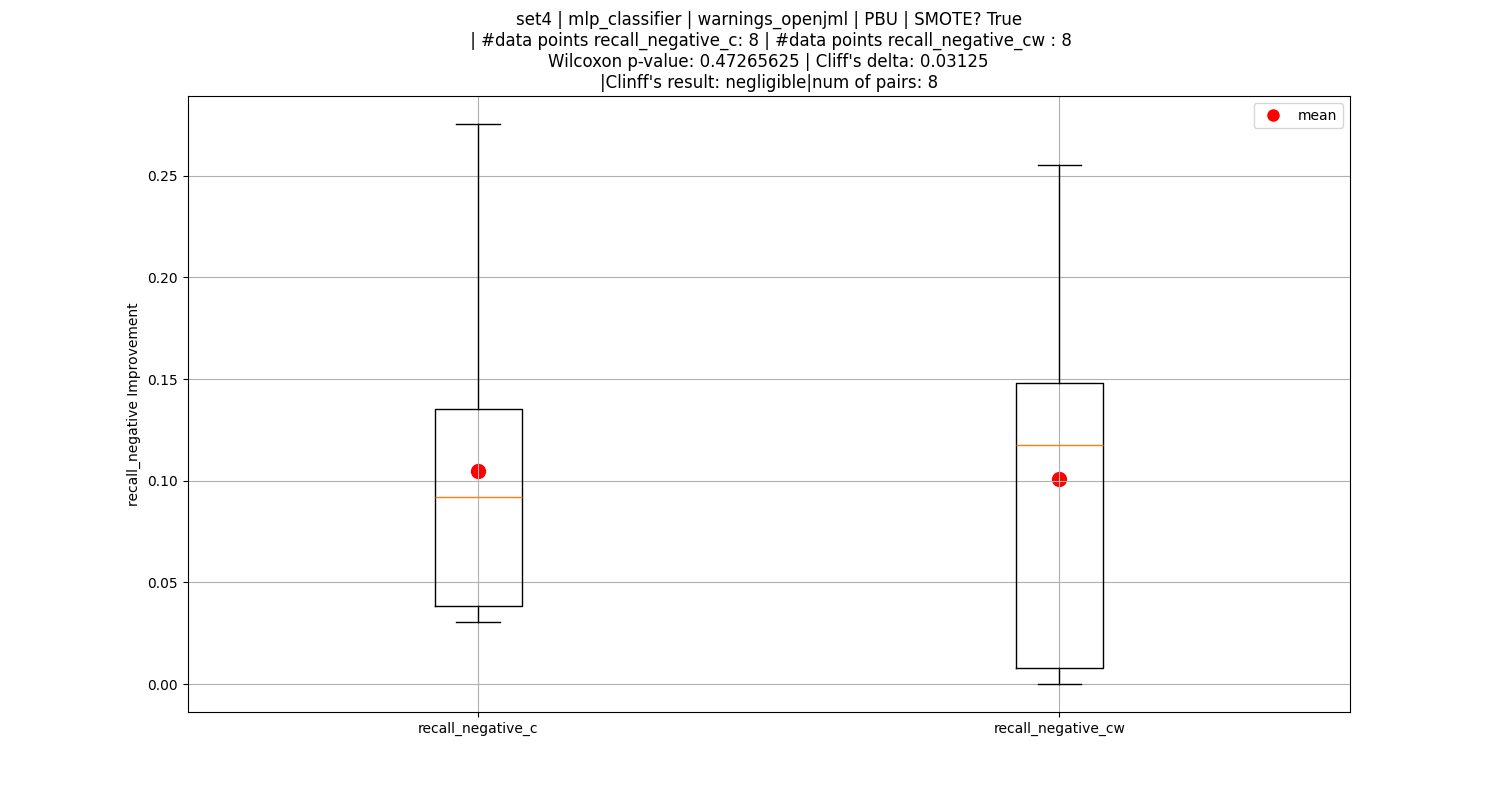 set4 | mlp_classifier | warnings_openjml | PBU | SMOTE? True
| #data points recall_negative_c: 8 | #data points recall_negative_cw : 8
Wilcoxon p-value: 0.47265625 | Cliff's delta: 0.03125
|Clinff's result: negligible|num of pairs: 8
mean
recall_negative Improvement
0.25
0.20
0.15
0.10
0.05
0.00
recall_negative_c
recall_negative_cw